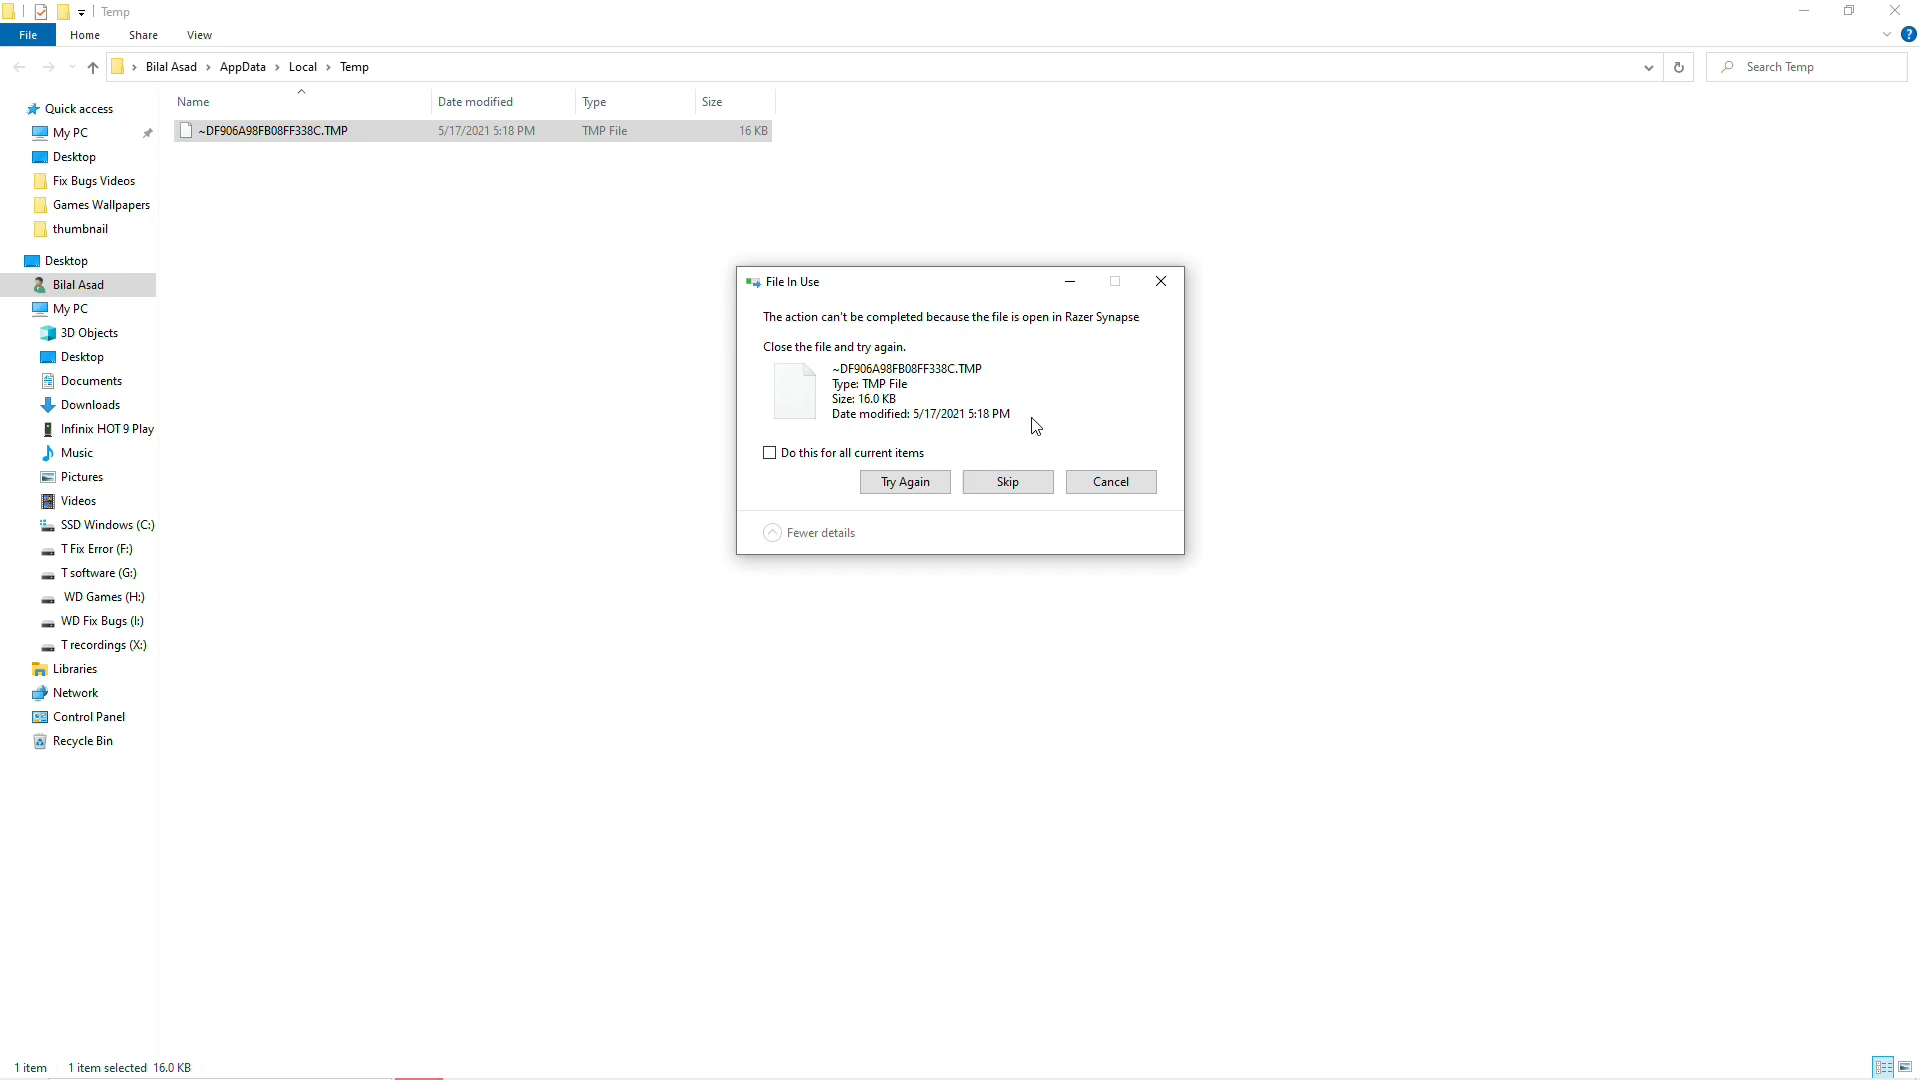 Temp
File Home Share View
Bilal Asad > AppData > Local > Temp
Search Temp
Name Date modified Type Size
~DF906A98FB08FF338C.TMP 5/17/2021 5:18 PM TMP File 16 KB
Quick access
My PC
Desktop
Fix Bugs Videos
Games Wallpapers
thumbnail
Desktop
Bilal Asad
My PC
3D Objects
Desktop
Documents
Downloads
Infinix HOT 9 Play
Music
Pictures
Videos
SSD Windows (C:)
T Fix Error (F:)
T software (G:)
WD Games (H:)
WD Fix Bugs (I:)
T recordings (X:)
Libraries
Network
Control Panel
Recycle Bin
File In Use
The action can't be completed because the file is open in Razer Synapse
Close the file and try again.
~DF906A98FB08FF338C.TMP
Type: TMP File
Size: 16.0 KB
Date modified: 5/17/2021 5:18 PM
Do this for all current items
Try Again Skip Cancel
Fewer details
1 item 1 item selected 16.0 KB